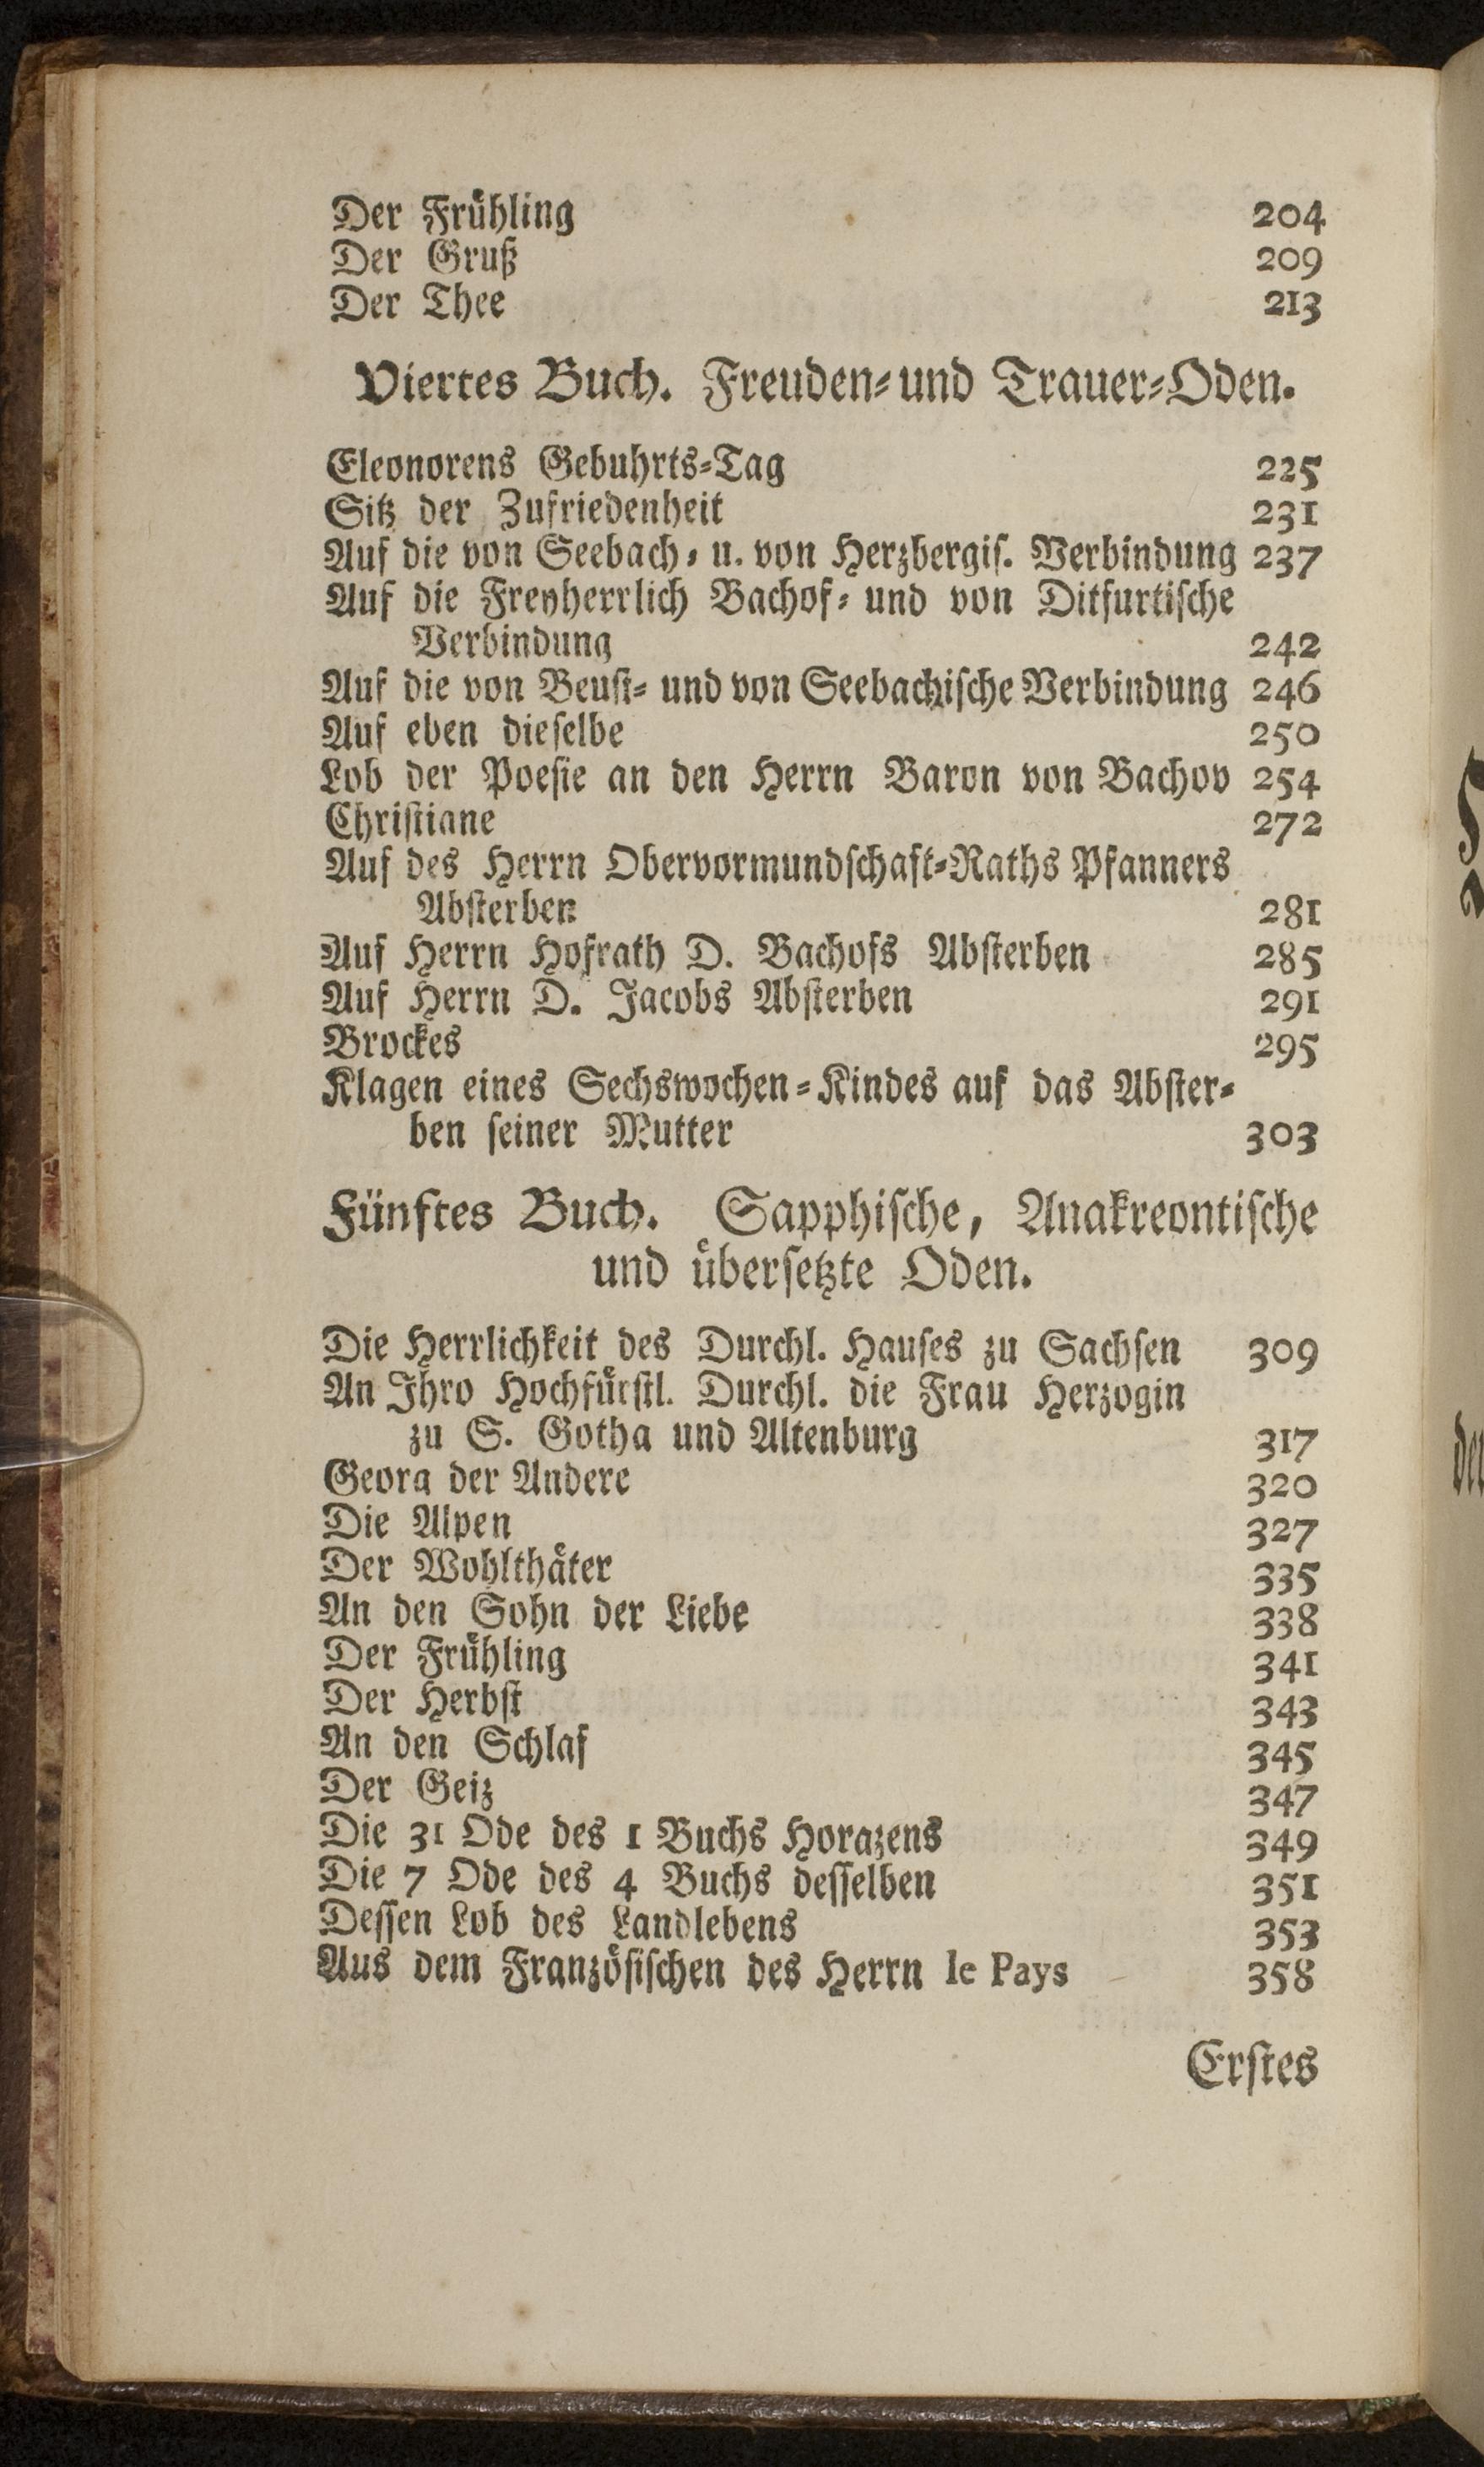 Der Frühling 204
Der Gruß 209
Der Thee 213
Viertes Buch. Freuden- und Trauer-Oden.
Eleonorens Gebuhrts-Tag 225
Sitz der Zufriedenheit 231
Auf die von Seebach- u. von Herzbergiſ. Verbindung 237
Auf die Freyherrlich Bachof- und von Ditfurtiſche
Verbindung 242
Auf die von Beuſt- und von Seebachiſche Verbindung 246
Auf eben dieſelbe 250
Lob der Poeſie an den Herrn Baron von Bachov 254
Chriſtiane 272
Auf des Herrn Obervormundſchaft-Raths Pfanners
Abſterben 281
Auf Herrn Hofrath D. Bachofs Abſterben 285
Auf Herrn D. Jacobs Abſterben 291
Brockes 295
Klagen eines Sechswochen-Kindes auf das Abſter-
ben ſeiner Mutter 303
Fünftes Buch. Sapphiſche, Anakreontiſche
und überſetzte Oden.
Die Herrlichkeit des Durchl. Hauſes zu Sachſen 309
An Ihro Hochfürſtl. Durchl. die Frau Herzogin
zu S. Gotha und Altenburg 317
Georg der Andere 320
Die Alpen 327
Der Wohlthäter 335
An den Sohn der Liebe 338
Der Frühling 341
Der Herbſt 343
An den Schlaf 345
Der Geiz 347
Die 31 Ode des 1 Buchs Horazens 349
Die 7 Ode des 4 Buchs deſſelben 351
Deſſen Lob des Landlebens 353
Aus dem Franzöſiſchen des Herrn le Pays 358
Erſtes